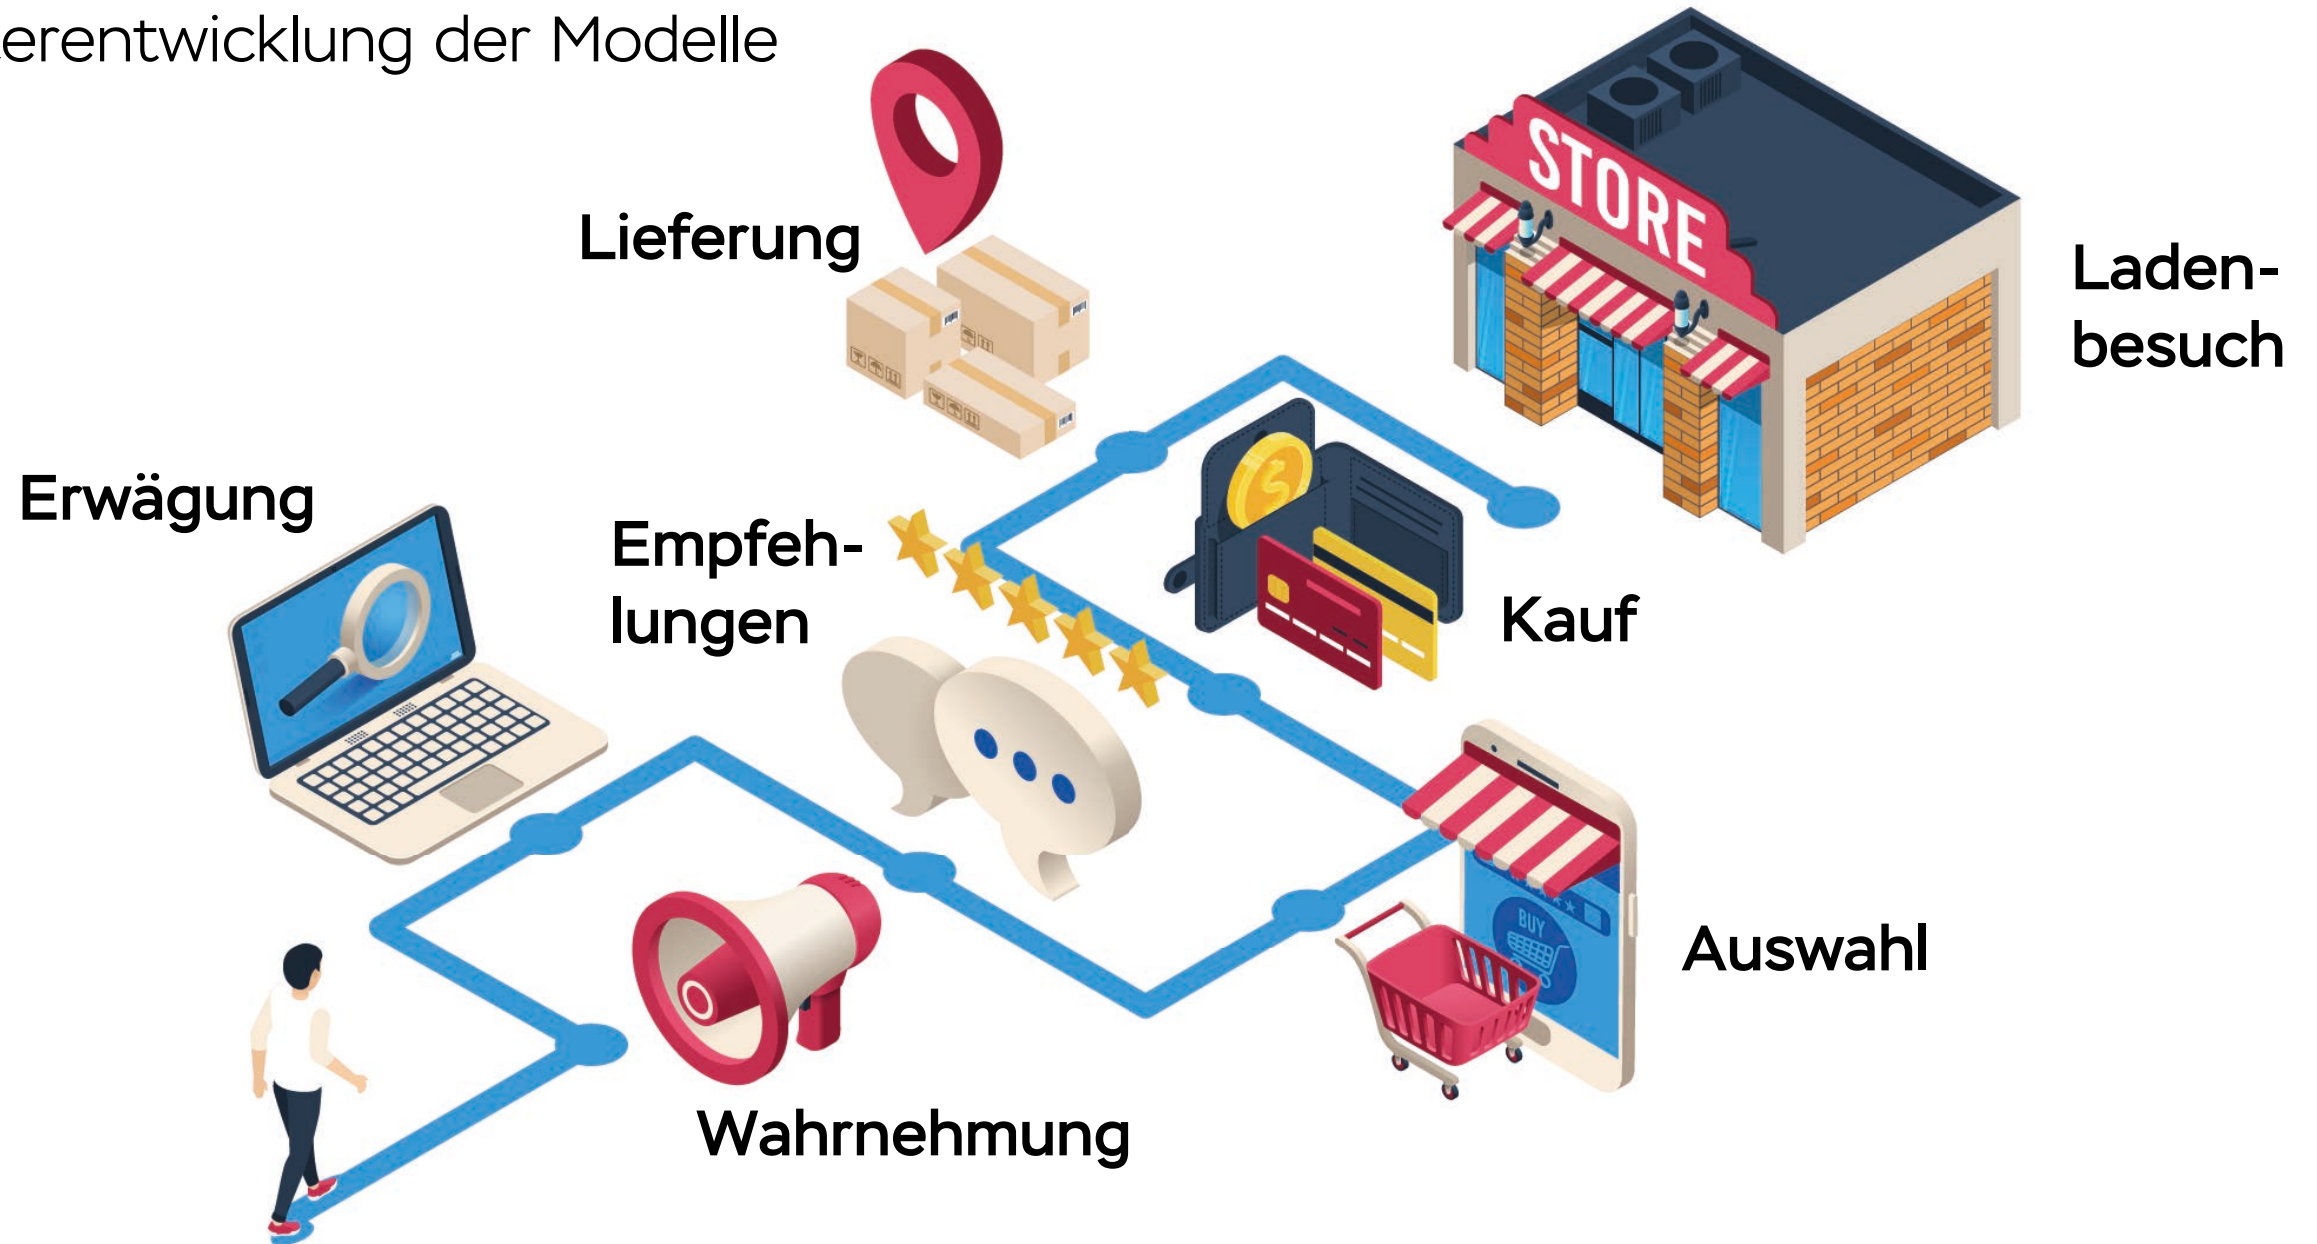 erentwicklung der Modelle
STORE
Lieferung
Laden-
besuch
Erwägung
Empfeh-
lungen
Kauf
BUY
Auswahl
Wahrnehmung